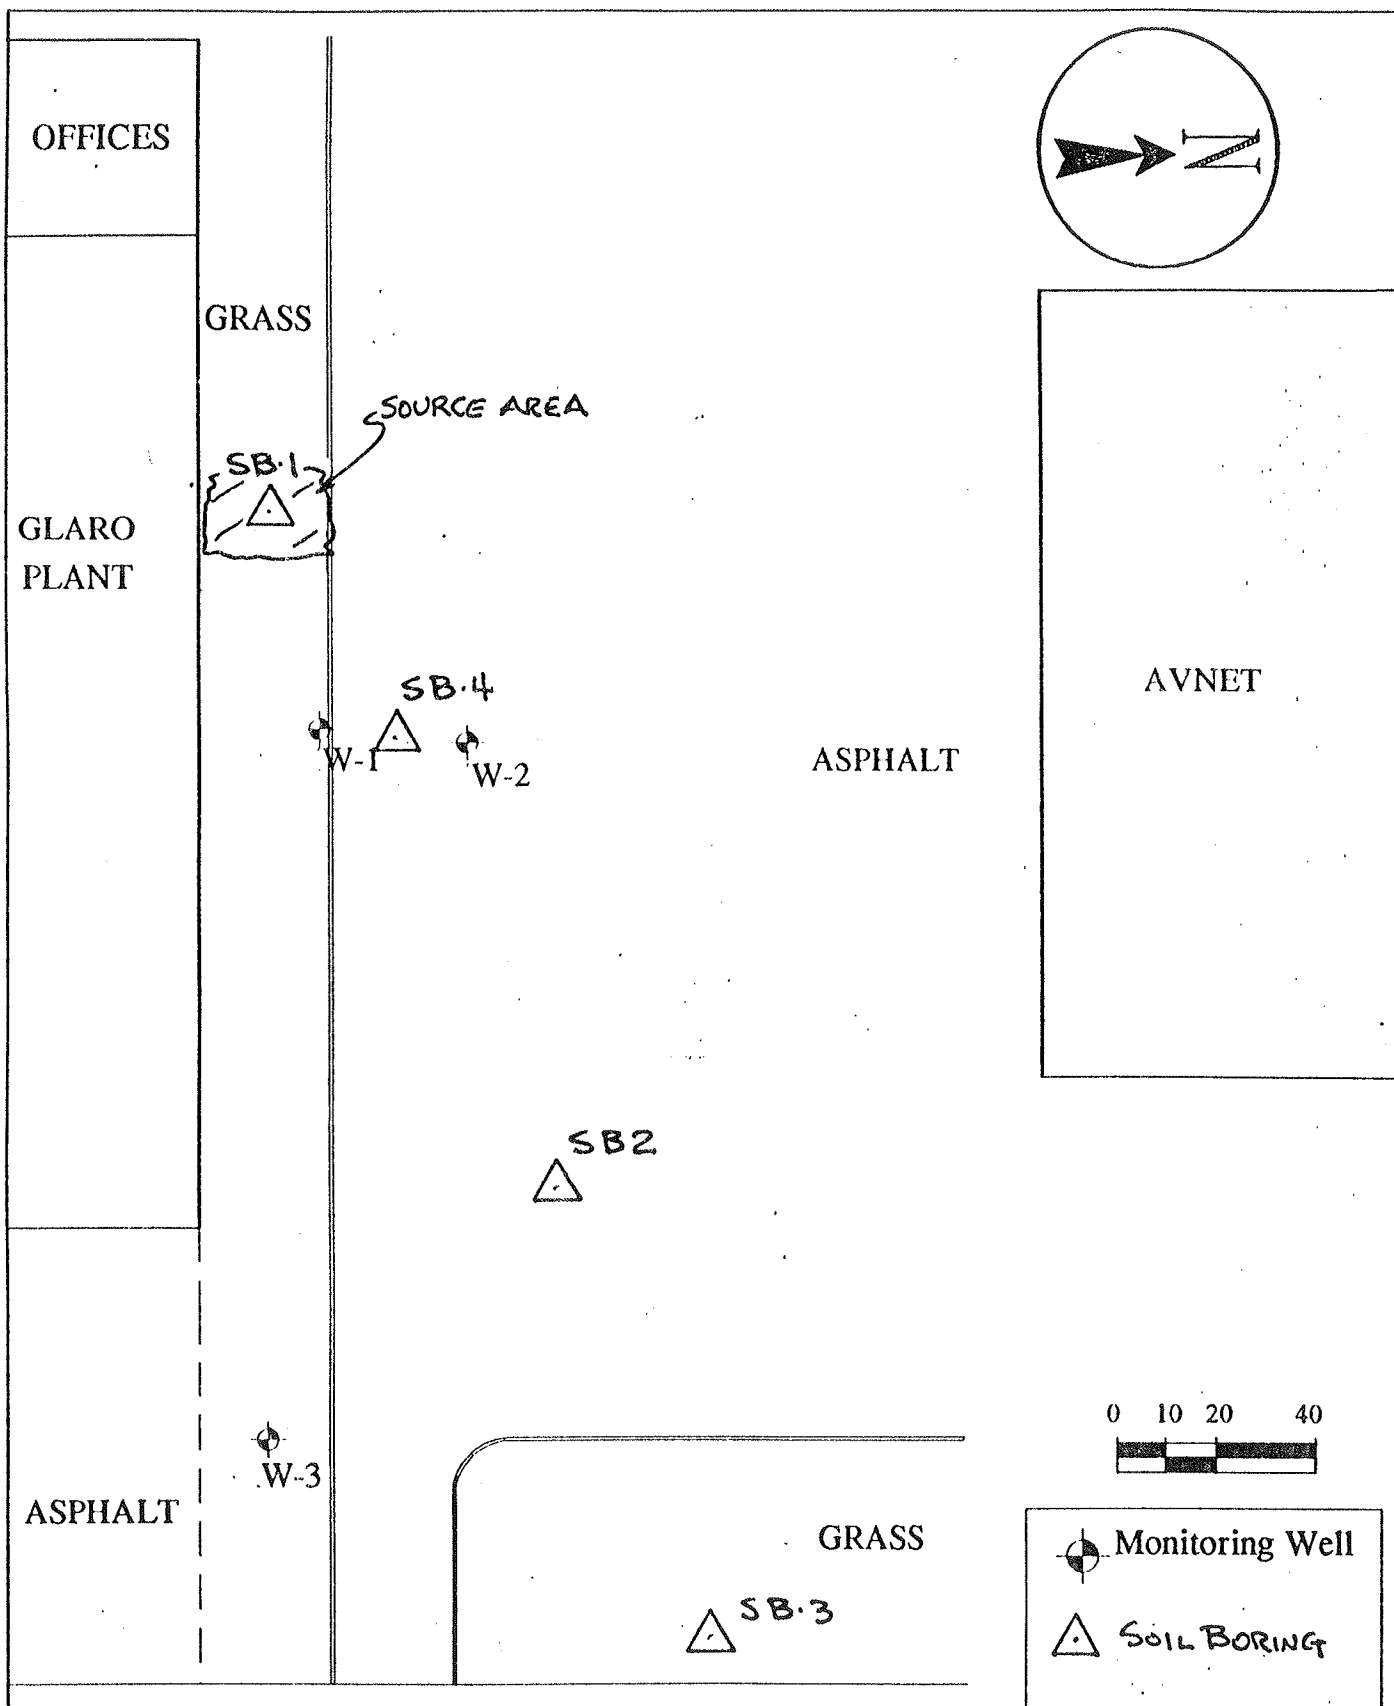 OFFICES
N
GRASS
SOURCE AREA
SB·1
GLARO
PLANT
SB·4
W-1
W-2
ASPHALT
AVNET
SB2
W-3
ASPHALT
GRASS
SB·3
0 10 20 40
Monitoring Well
SOIL BORING